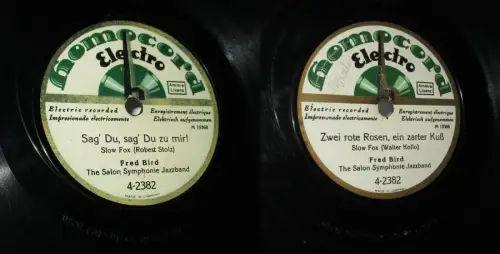 Homocord
Electro
Electric recorded
Enregistrement électrique
Impresionado electricamente
Elektrisch aufgenommen
Sag' Du, sag' Du zu mir!
Slow Fox (Robert Stolz)
Fred Bird
The Salon Symphonie Jazzband
4-2382
Homocord
Electro
Electric recorded
Enregistrement électrique
Impresionado electricamente
Elektrisch aufgenommen
Zwei rote Rosen, ein zarter Kuß
Slow Fox (Walter Kollo)
Fred Bird
The Salon Symphonie Jazzband
4-2382